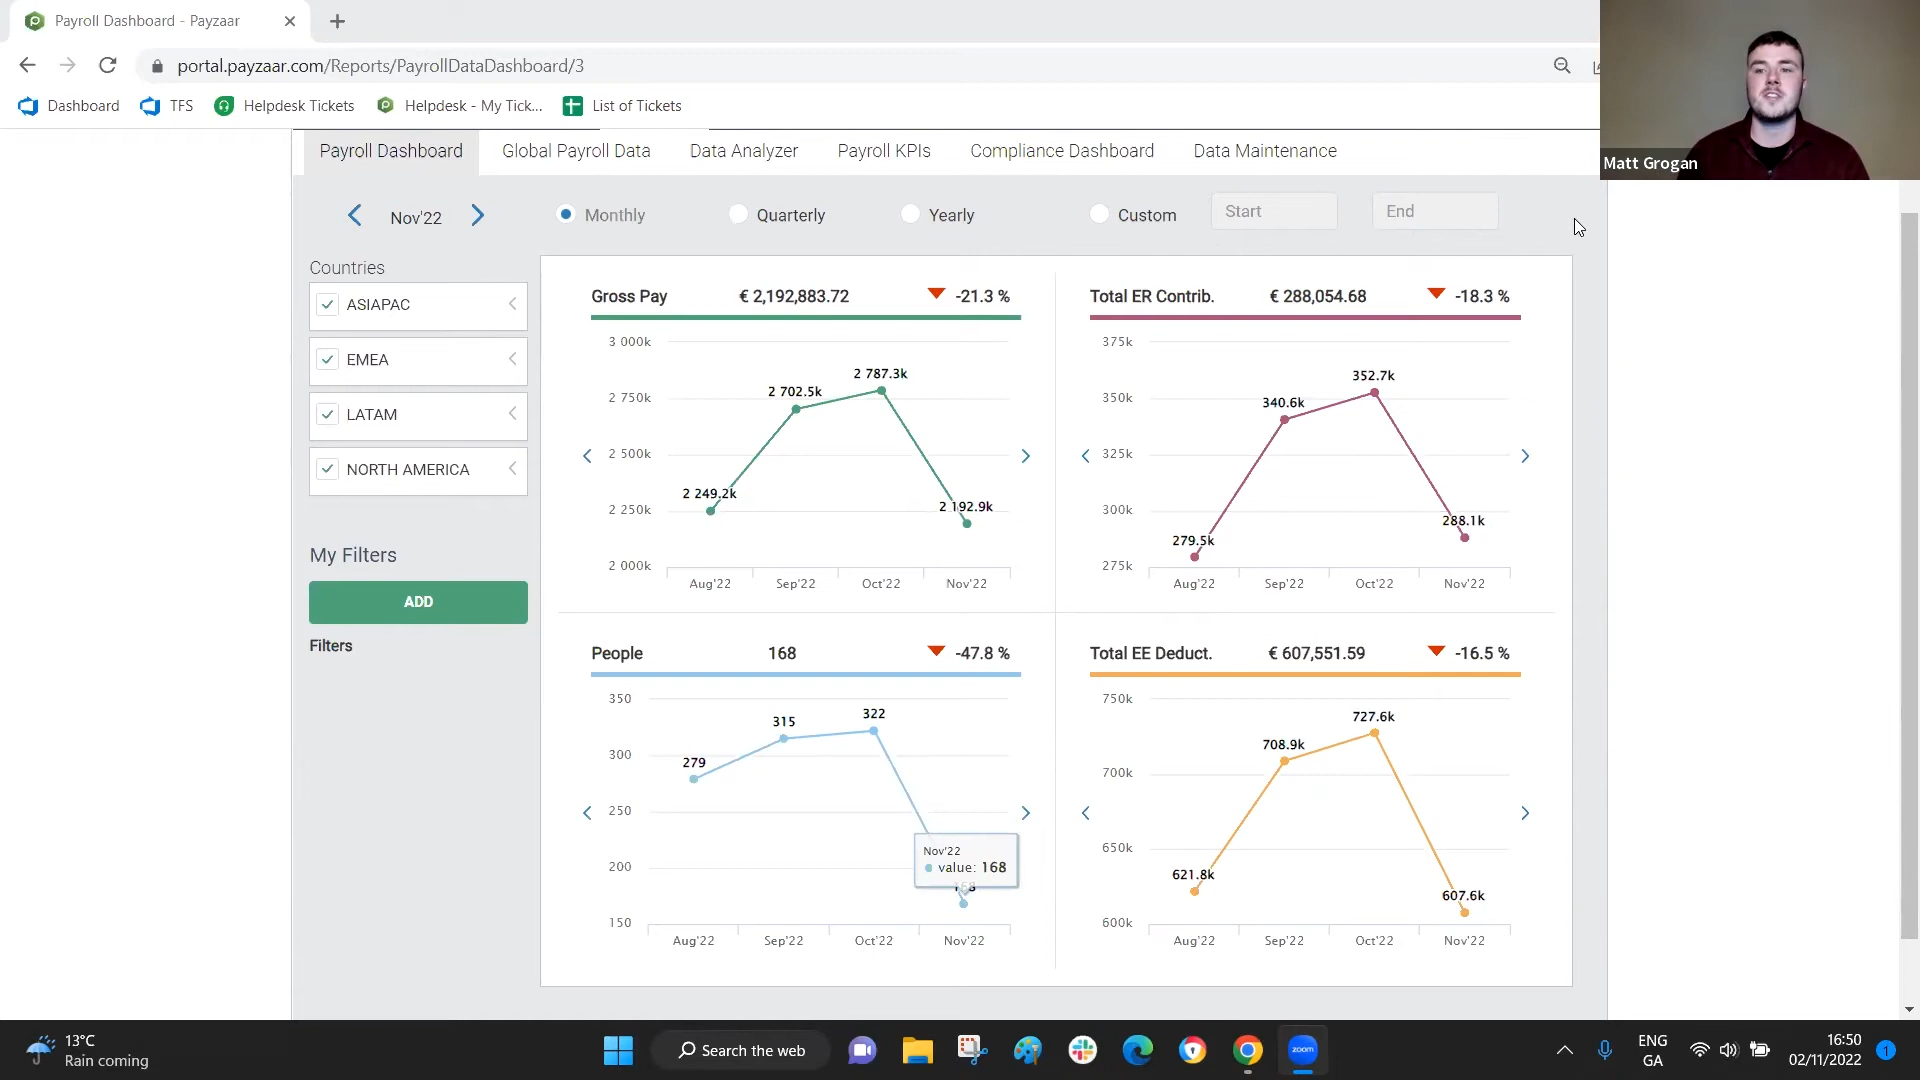 Payroll Dashboard - Payzaar
portal.payzaar.com/Reports/PayrollDataDashboard/3
Dashboard TFS Helpdesk Tickets Helpdesk - My Tick... List of Tickets
Matt Grogan
Payroll Dashboard Global Payroll Data Data Analyzer Payroll KPIs Compliance Dashboard Data Maintenance
Nov'22 Monthly Quarterly Yearly Custom Start End
Countries
ASIAPAC
EMEA
LATAM
NORTH AMERICA
My Filters
ADD
Filters
Gross Pay € 2,192,883.72 -21.3 %
3 000k
2 750k
2 500k
2 250k
2 000k
2 249.2k
2 702.5k
2 787.3k
2 192.9k
Aug'22 Sep'22 Oct'22 Nov'22
Total ER Contrib. € 288,054.68 -18.3 %
375k
350k
325k
300k
275k
279.5k
340.6k
352.7k
288.1k
Aug'22 Sep'22 Oct'22 Nov'22
People 168 -47.8 %
350
300
250
200
150
279
315
322
168
Nov'22
value: 168
Aug'22 Sep'22 Oct'22 Nov'22
Total EE Deduct. € 607,551.59 -16.5 %
750k
700k
650k
600k
621.8k
708.9k
727.6k
607.6k
Aug'22 Sep'22 Oct'22 Nov'22
13°C
Rain coming
Search the web
zoom
ENG
GA
16:50
02/11/2022
1